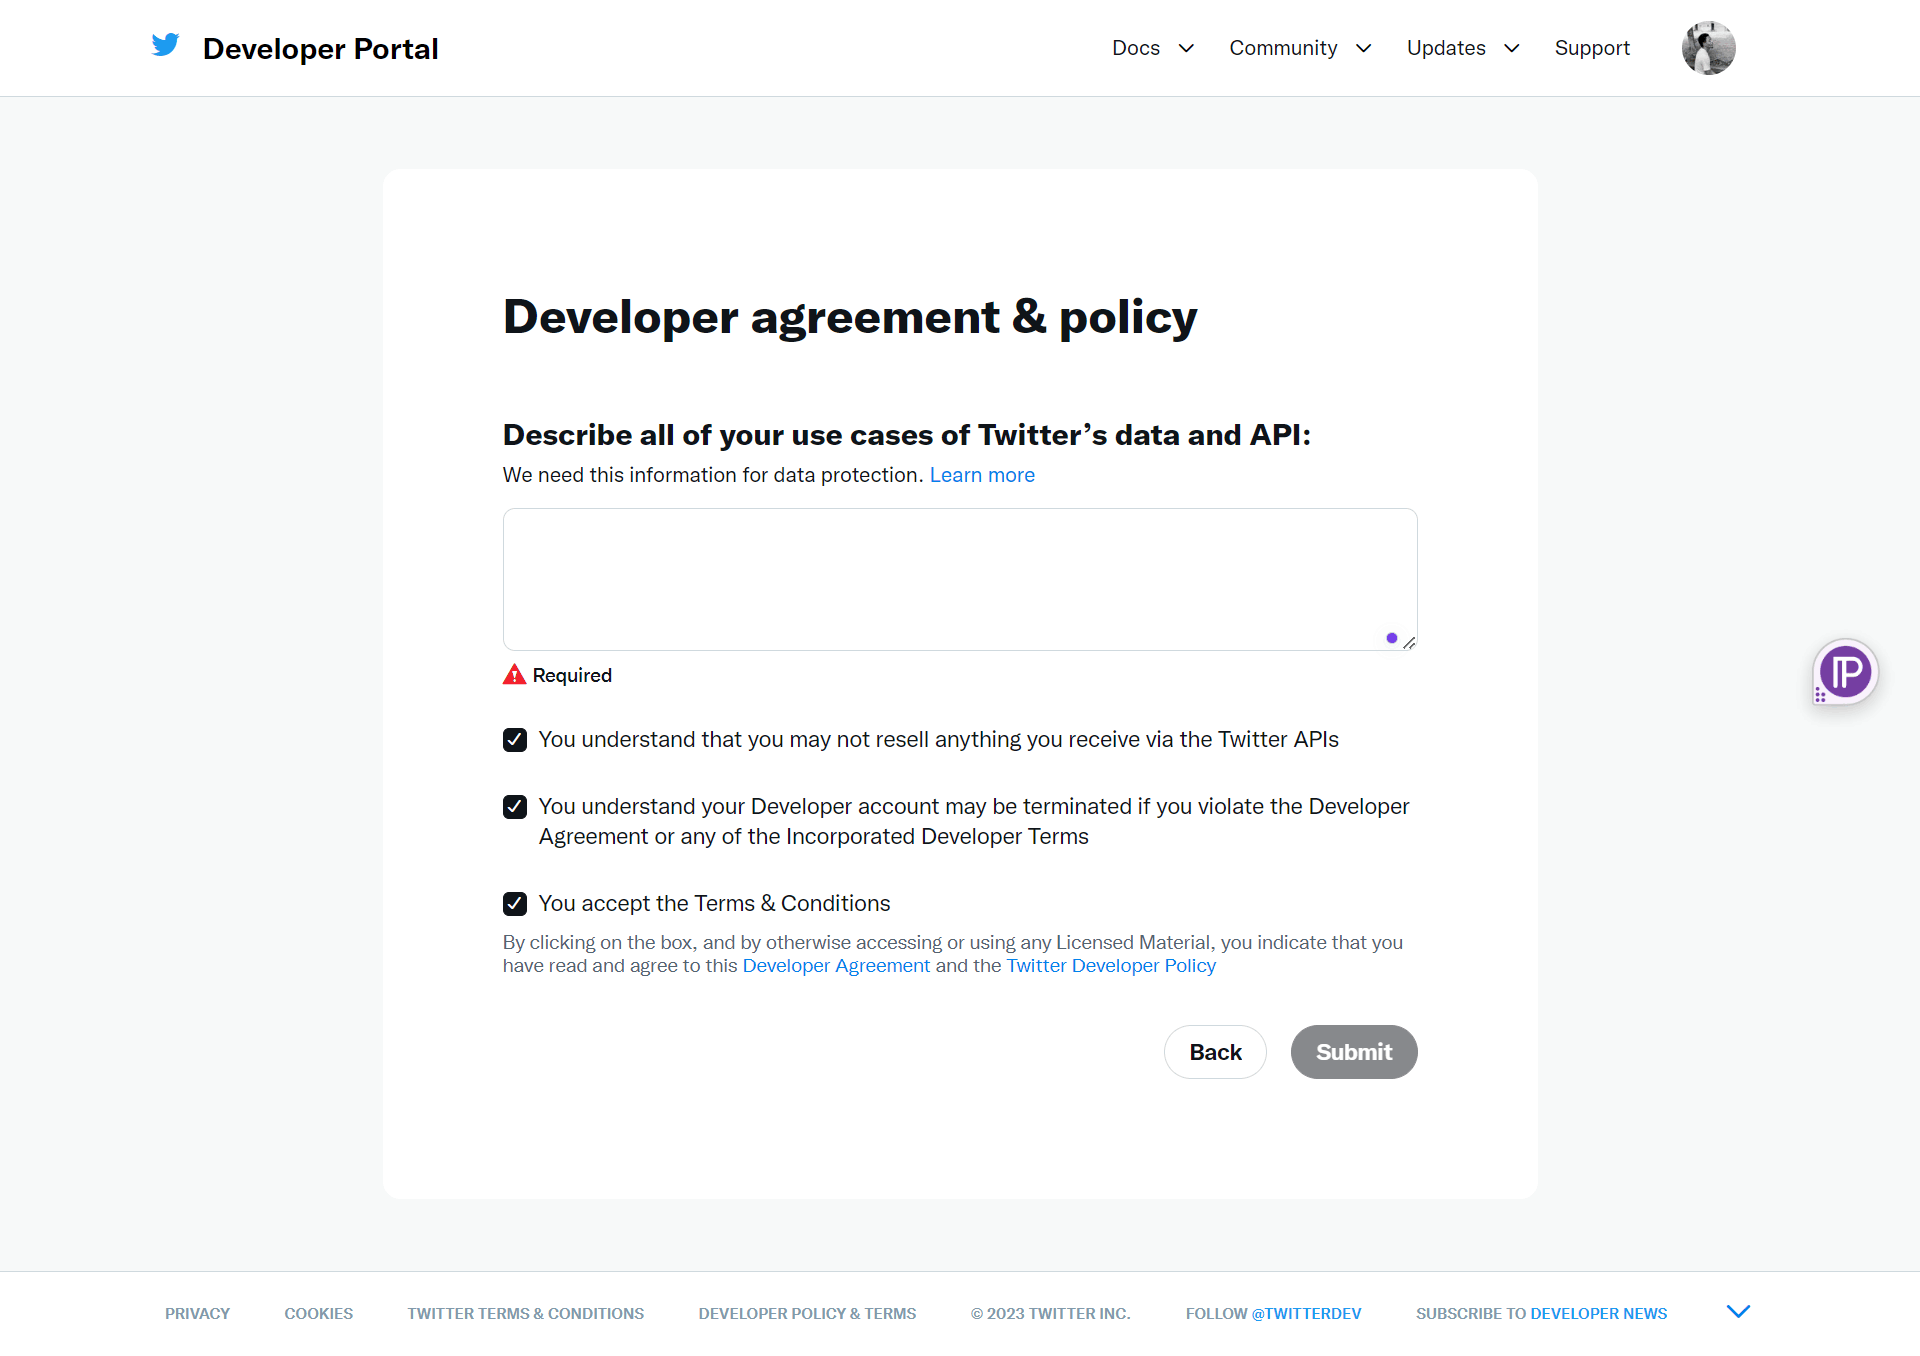 Developer Portal
Docs
Community
Updates
Support
Developer agreement & policy
Describe all of your use cases of Twitter’s data and API:
We need this information for data protection. Learn more
Required
You understand that you may not resell anything you receive via the Twitter APIs
You understand your Developer account may be terminated if you violate the Developer
Agreement or any of the Incorporated Developer Terms
You accept the Terms & Conditions
By clicking on the box, and by otherwise accessing or using any Licensed Material, you indicate that you
have read and agree to this Developer Agreement and the Twitter Developer Policy
Back
Submit
PRIVACY
COOKIES
TWITTER TERMS & CONDITIONS
DEVELOPER POLICY & TERMS
© 2023 TWITTER INC.
FOLLOW @TWITTERDEV
SUBSCRIBE TO DEVELOPER NEWS